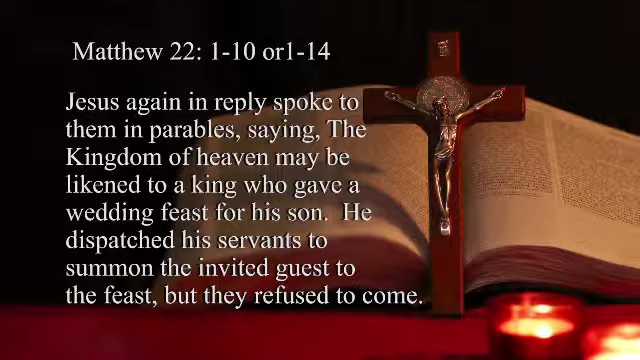 Matthew 22: 1-10 or1-14
Jesus again in reply spoke to
them in parables, saying, The
Kingdom of heaven may be
likened to a king who gave a
wedding feast for his son.  He
dispatched his servants to
summon the invited guest to
the feast, but they refused to come.